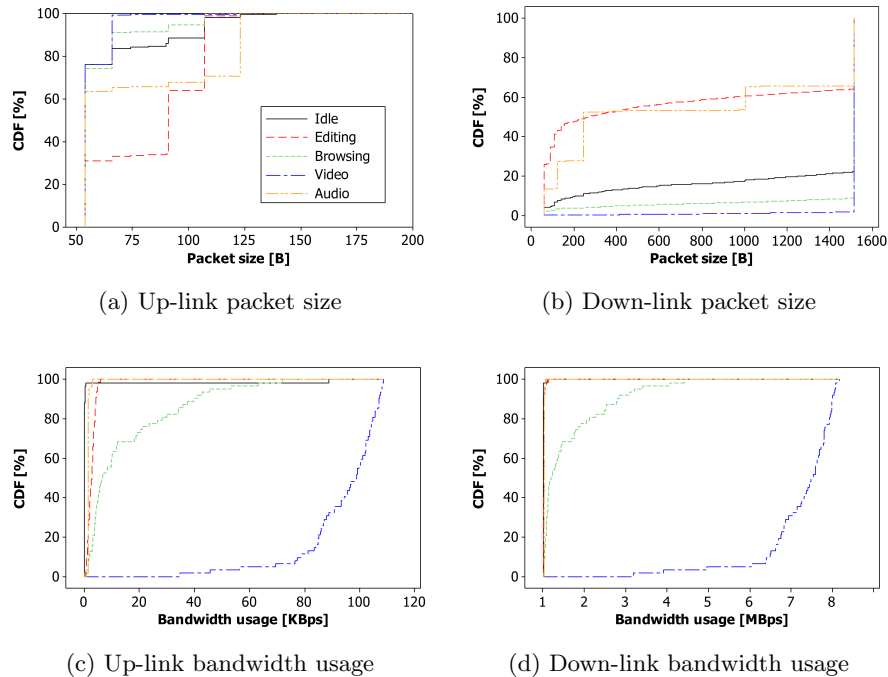 CDF [%]
100
80
60
40
20
0
Idle
Editing
Browsing
Video
Audio
50 75 100 125 150 175 200
Packet size [B]
(a) Up-link packet size
CDF [%]
100
80
60
40
20
0
0 200 400 600 800 1000 1200 1400 1600
Packet size [B]
(b) Down-link packet size
CDF [%]
100
80
60
40
20
0
0 20 40 60 80 100 120
Bandwidth usage [KBps]
(c) Up-link bandwidth usage
CDF [%]
100
80
60
40
20
0
1 2 3 4 5 6 7 8
Bandwidth usage [MBps]
(d) Down-link bandwidth usage